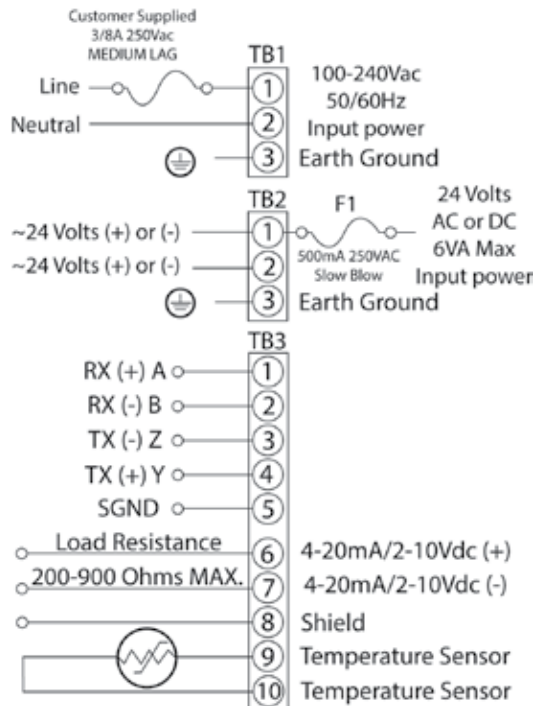 Customer Supplied
3/8A 250Vac
MEDIUM LAG
TB1
Line
1
100-240Vac
50/60Hz
Neutral
2
Input power
3
Earth Ground
TB2
~24 Volts (+) or (-)
1
F1
500mA 250VAC
Slow Blow
24 Volts
AC or DC
6VA Max
Input power
~24 Volts (+) or (-)
2
3
Earth Ground
TB3
RX (+) A
1
RX (-) B
2
TX (-) Z
3
TX (+) Y
4
SGND
5
Load Resistance
6
4-20mA/2-10Vdc (+)
200-900 Ohms MAX.
7
4-20mA/2-10Vdc (-)
8
Shield
9
Temperature Sensor
10
Temperature Sensor